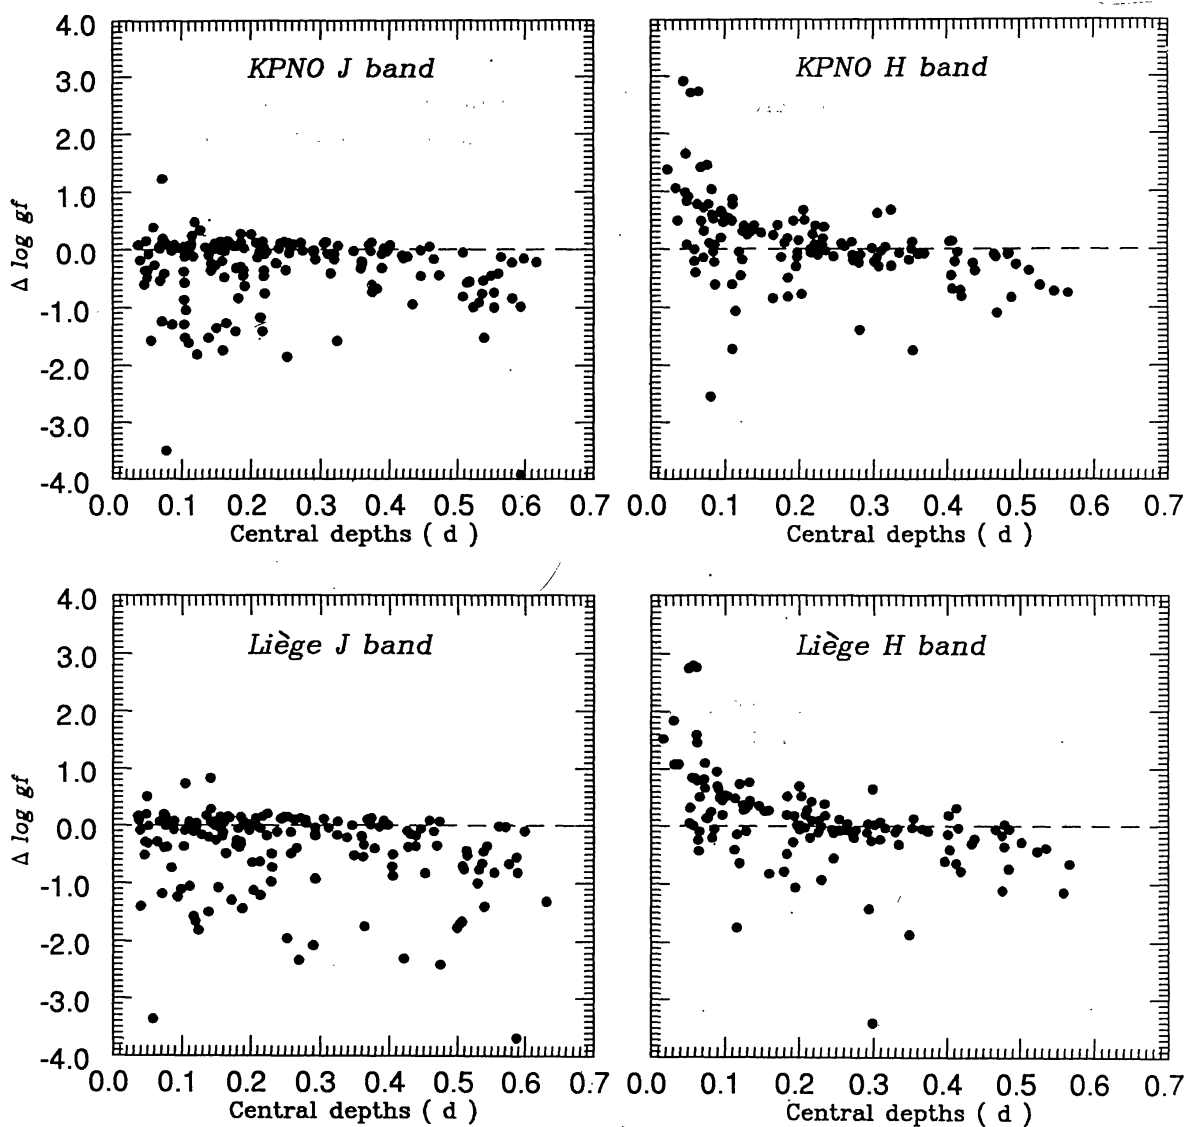 KPNO J band
4.0
3.0
2.0
1.0
0.0
-1.0
-2.0
-3.0
-4.0
Δ log gf
0.0 0.1 0.2 0.3 0.4 0.5 0.6 0.7
Central depths ( d )
KPNO H band
0.0 0.1 0.2 0.3 0.4 0.5 0.6 0.7
Central depths ( d )
Liège J band
4.0
3.0
2.0
1.0
0.0
-1.0
-2.0
-3.0
-4.0
Δ log gf
0.0 0.1 0.2 0.3 0.4 0.5 0.6 0.7
Central depths ( d )
Liège H band
0.0 0.1 0.2 0.3 0.4 0.5 0.6 0.7
Central depths ( d )